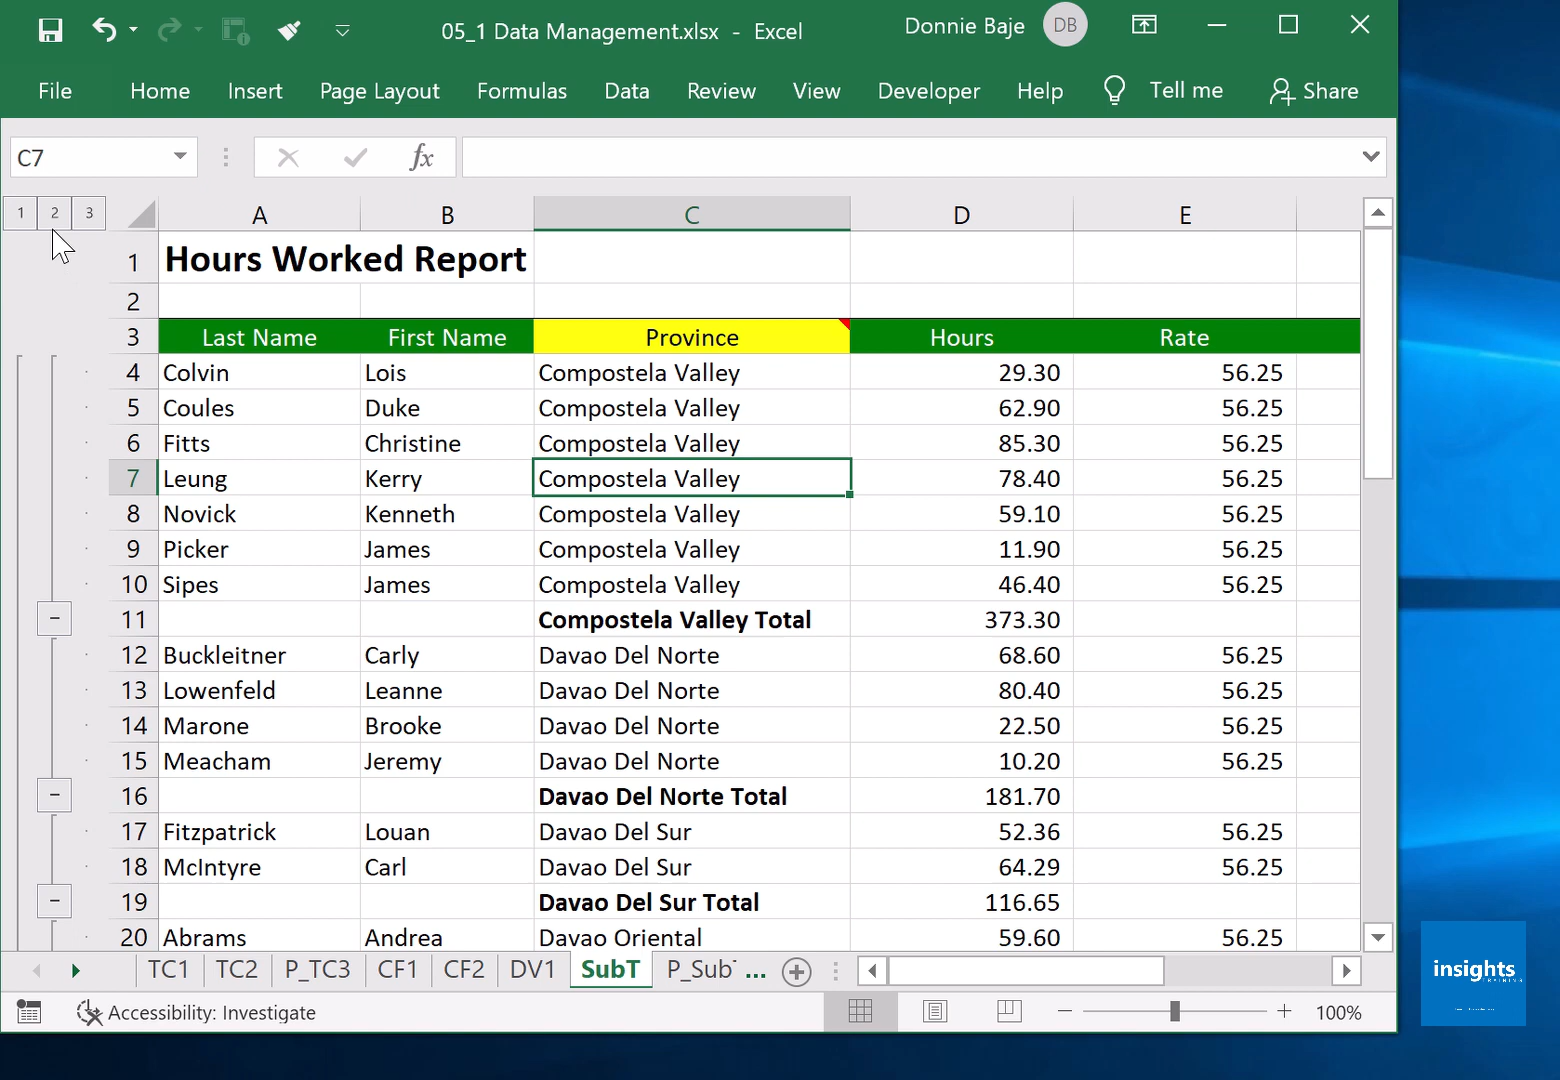 05_1 Data Management.xlsx - Excel
Donnie Baje DB
File Home Insert Page Layout Formulas Data Review View Developer Help Tell me Share
C7 fx
1 2 3 A B C D E
1 Hours Worked Report
2
3 Last Name First Name Province Hours Rate
4 Colvin Lois Compostela Valley 29.30 56.25
5 Coules Duke Compostela Valley 62.90 56.25
6 Fitts Christine Compostela Valley 85.30 56.25
7 Leung Kerry Compostela Valley 78.40 56.25
8 Novick Kenneth Compostela Valley 59.10 56.25
9 Picker James Compostela Valley 11.90 56.25
10 Sipes James Compostela Valley 46.40 56.25
11 Compostela Valley Total 373.30
12 Buckleitner Carly Davao Del Norte 68.60 56.25
13 Lowenfeld Leanne Davao Del Norte 80.40 56.25
14 Marone Brooke Davao Del Norte 22.50 56.25
15 Meacham Jeremy Davao Del Norte 10.20 56.25
16 Davao Del Norte Total 181.70
17 Fitzpatrick Louan Davao Del Sur 52.36 56.25
18 McIntyre Carl Davao Del Sur 64.29 56.25
19 Davao Del Sur Total 116.65
20 Abrams Andrea Davao Oriental 59.60 56.25
TC1 TC2 P_TC3 CF1 CF2 DV1 SubT P_Sub ...
Accessibility: Investigate 100%
insights
TRAINING